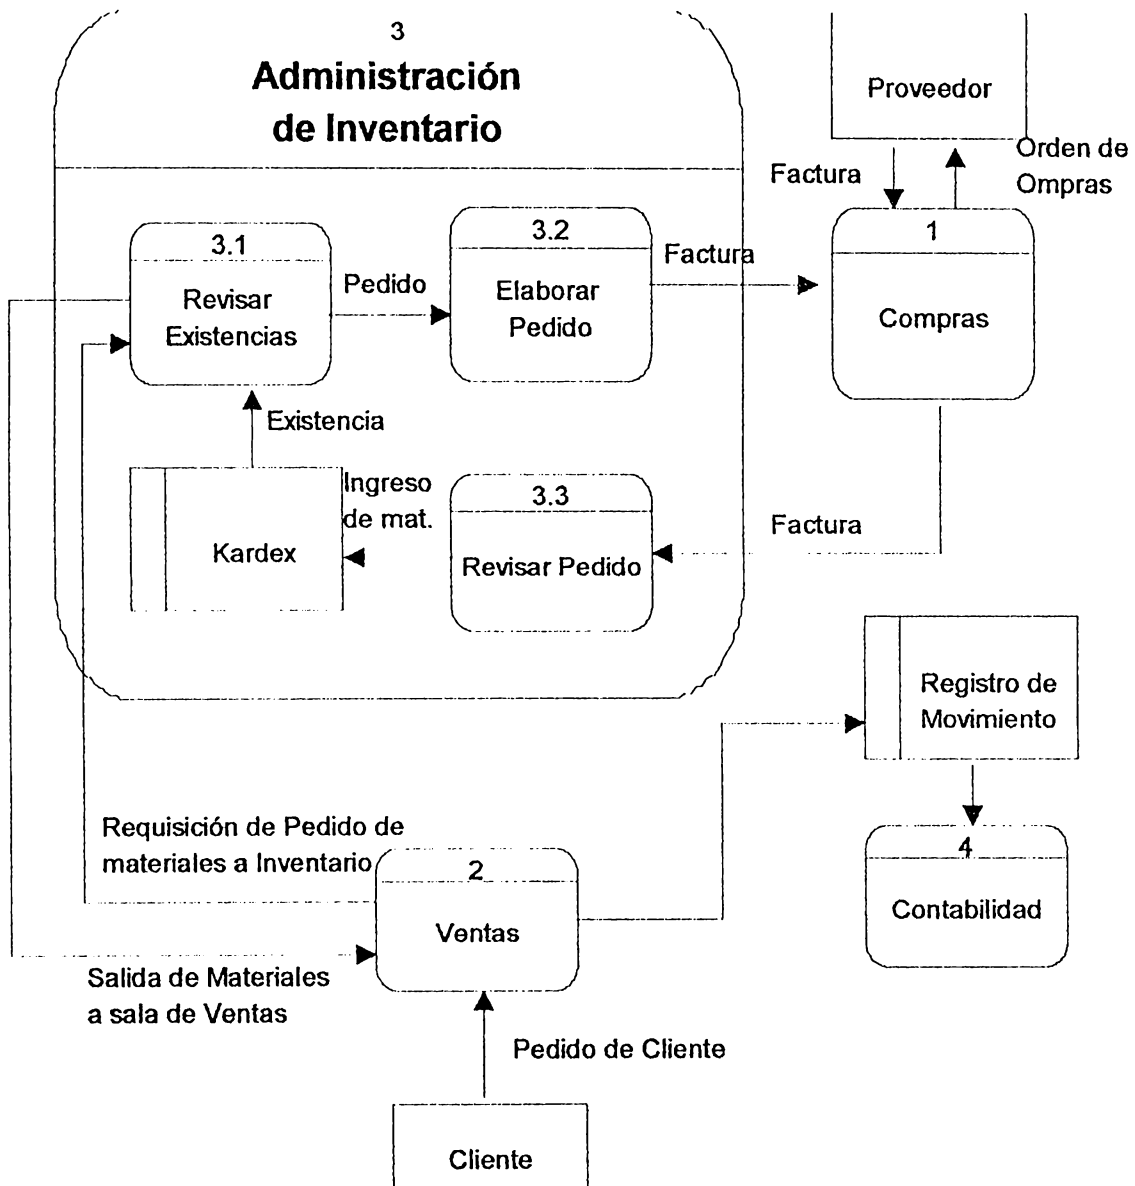 3
Administración
de Inventario
Proveedor
Factura
Orden de
Ompras
3.1
Revisar
Existencias
Pedido
3.2
Elaborar
Pedido
Factura
1
Compras
Existencia
Kardex
Ingreso
de mat.
3.3
Revisar Pedido
Factura
Registro de
Movimiento
Requisición de Pedido de
materiales a Inventario
2
Ventas
4
Contabilidad
Salida de Materiales
a sala de Ventas
Pedido de Cliente
Cliente